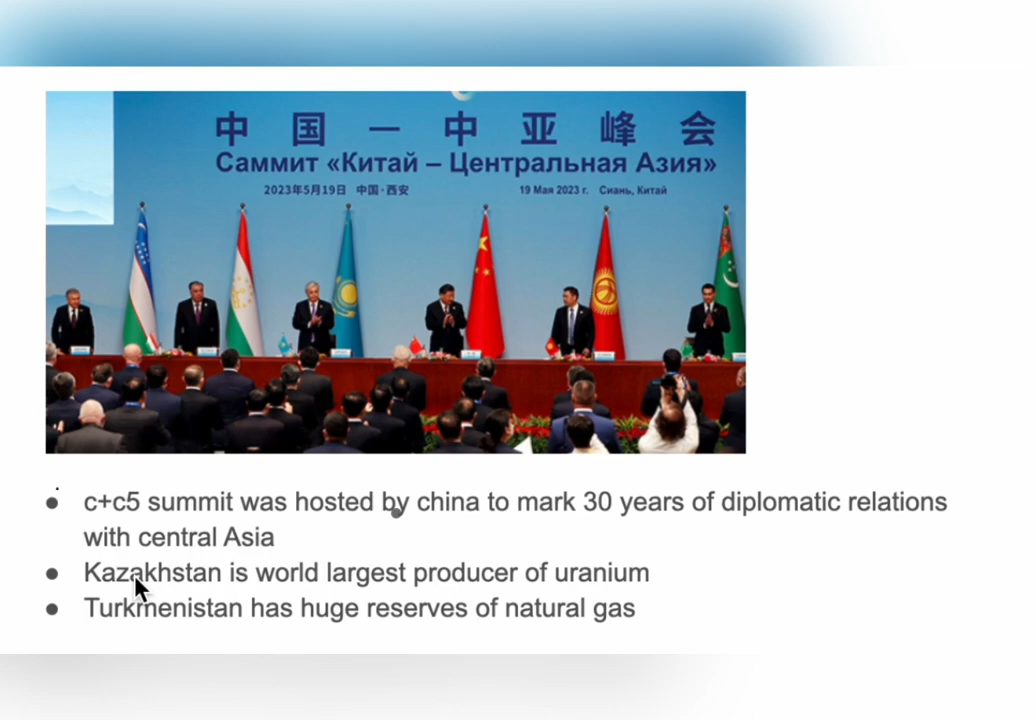 中国—中亚峰会
Саммит «Китай – Центральная Азия»
2023年5月19日 中国·西安 19 Мая 2023 г. Сиань, Китай
c+c5 summit was hosted by china to mark 30 years of diplomatic relations
with central Asia
Kazakhstan is world largest producer of uranium
Turkmenistan has huge reserves of natural gas